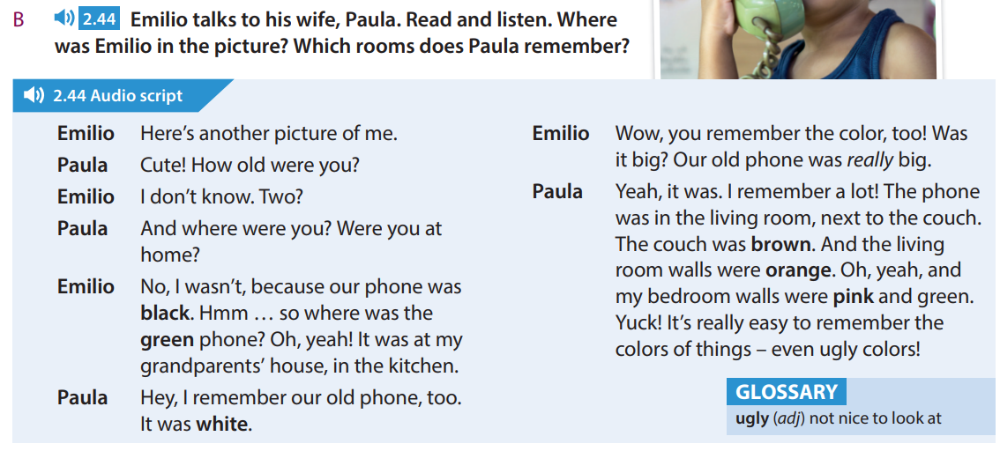 B 2.44 Emilio talks to his wife, Paula. Read and listen. Where
was Emilio in the picture? Which rooms does Paula remember?
2.44 Audio script
Emilio Here’s another picture of me.
Paula Cute! How old were you?
Emilio I don’t know. Two?
Paula And where were you? Were you at
home?
Emilio No, I wasn’t, because our phone was
black. Hmm … so where was the
green phone? Oh, yeah! It was at my
grandparents’ house, in the kitchen.
Paula Hey, I remember our old phone, too.
It was white.
Emilio Wow, you remember the color, too! Was
it big? Our old phone was really big.
Paula Yeah, it was. I remember a lot! The phone
was in the living room, next to the couch.
The couch was brown. And the living
room walls were orange. Oh, yeah, and
my bedroom walls were pink and green.
Yuck! It’s really easy to remember the
colors of things – even ugly colors!
GLOSSARY
ugly (adj) not nice to look at